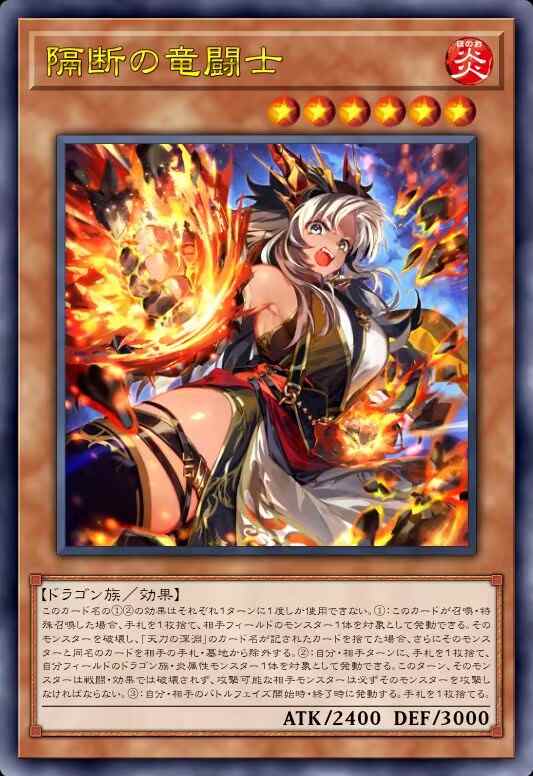 隔断の竜闘士
ほのお
炎
【ドラゴン族／効果】
このカード名の①②の効果はそれぞれ1ターンに1度しか使用できない。①:このカードが召喚・特
殊召喚した場合、手札を1枚捨て、相手フィールドのモンスター1体を対象として発動できる。その
モンスターを破壊し、「天刀の深淵」のカード名が記されたカードを捨てた場合、さらにそのモンス
ターと同名のカードを相手の手札・墓地から除外する。②:自分・相手ターンに、手札を1枚捨て、
自分フィールドのドラゴン族・炎属性モンスター1体を対象として発動できる。このターン、そのモン
スターは戦闘・効果では破壊されず、攻撃可能な相手モンスターは必ずそのモンスターを攻撃し
なければならない。③:自分・相手のバトルフェイズ開始時・終了時に発動する。手札を1枚捨てる。
ATK/2400 DEF/3000